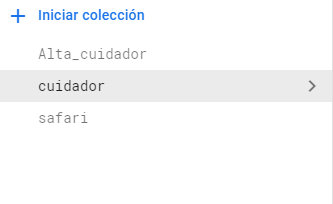 Iniciar colección
Alta_cuidador
cuidador
safari